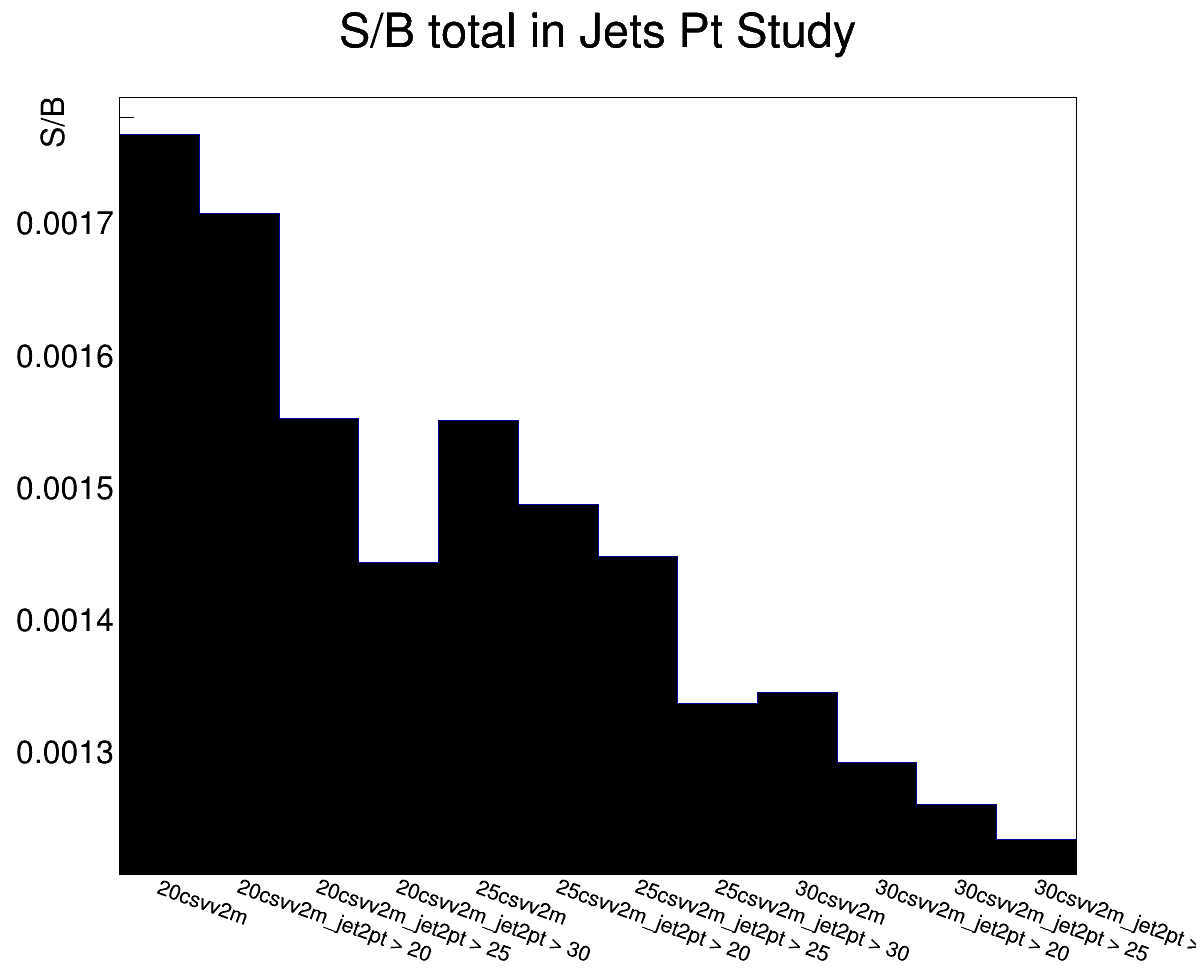 S/B total in Jets Pt Study
S/B
0.0017
0.0016
0.0015
0.0014
0.0013
20csvv2m
20csvv2m_jet2pt > 20
20csvv2m_jet2pt > 25
20csvv2m_jet2pt > 30
25csvv2m
25csvv2m_jet2pt > 20
25csvv2m_jet2pt > 25
25csvv2m_jet2pt > 30
30csvv2m
30csvv2m_jet2pt > 20
30csvv2m_jet2pt > 25
30csvv2m_jet2pt >